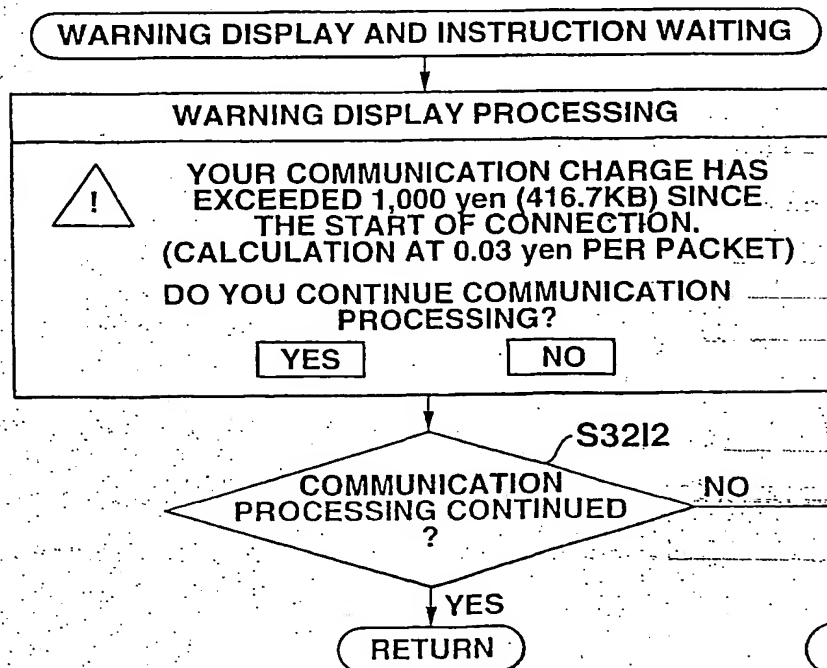 WARNING DISPLAY AND INSTRUCTION WAITING
WARNING DISPLAY PROCESSING
!
YOUR COMMUNICATION CHARGE HAS
EXCEEDED 1,000 yen (416.7KB) SINCE
THE START OF CONNECTION.
(CALCULATION AT 0.03 yen PER PACKET)
DO YOU CONTINUE COMMUNICATION
PROCESSING?
YES NO
S32I2
COMMUNICATION
PROCESSING CONTINUED
?
NO
YES
RETURN